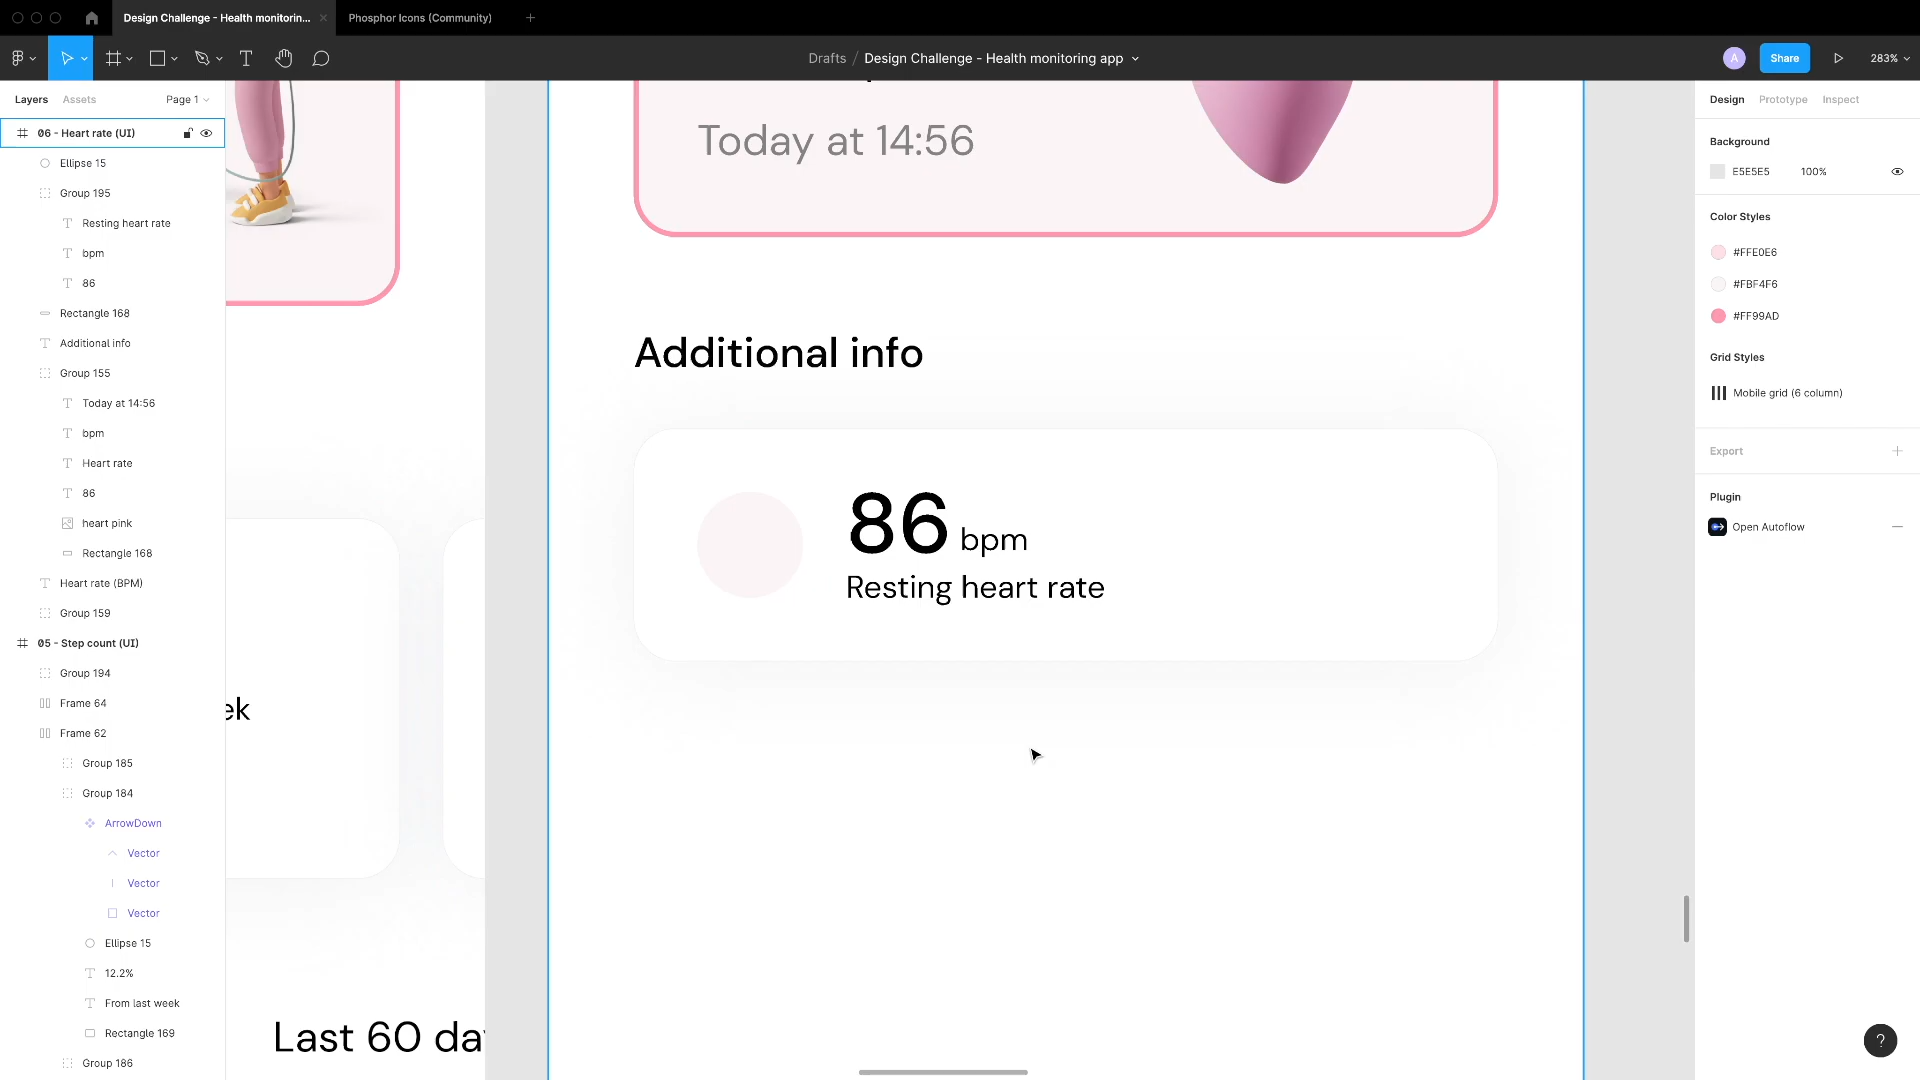 Design Challenge - Health monitorin...
Phosphor Icons (Community)
Drafts / Design Challenge - Health monitoring app
A
Share
283%
Layers
Assets
Page 1
06 - Heart rate (UI)
Ellipse 15
Group 195
Resting heart rate
bpm
86
Rectangle 168
Additional info
Group 155
Today at 14:56
bpm
Heart rate
86
heart pink
Rectangle 168
Heart rate (BPM)
Group 159
05 - Step count (UI)
Group 194
Frame 64
Frame 62
Group 185
Group 184
ArrowDown
Vector
Vector
Vector
Ellipse 15
12.2%
From last week
Rectangle 169
Group 186
ek
Last 60 da
Today at 14:56
Additional info
86 bpm
Resting heart rate
Design
Prototype
Inspect
Background
E5E5E5
100%
Color Styles
#FFE0E6
#FBF4F6
#FF99AD
Grid Styles
Mobile grid (6 column)
Export
Plugin
Open Autoflow
?